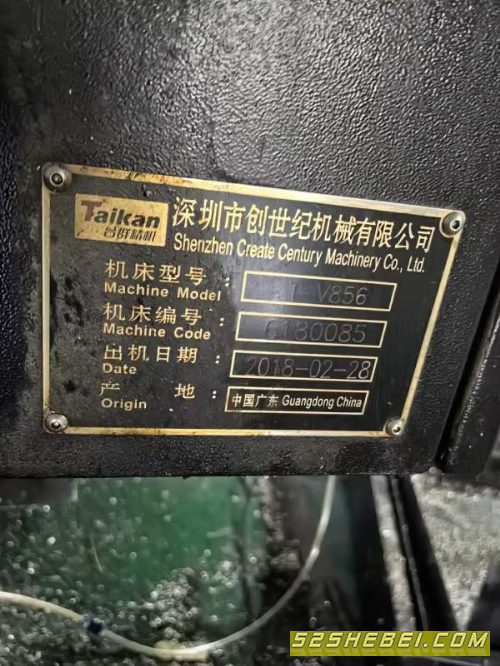 Taikan
台群精机
深圳市创世纪机械有限公司
Shenzhen Create Century Machinery Co., Ltd.
机床型号:
Machine Model
V856
机床编号:
Machine Code
6180085
出机日期:
Date
2018-02-28
产 地:
Origin
中国广东 Guangdong China
52SHEBEI.COM